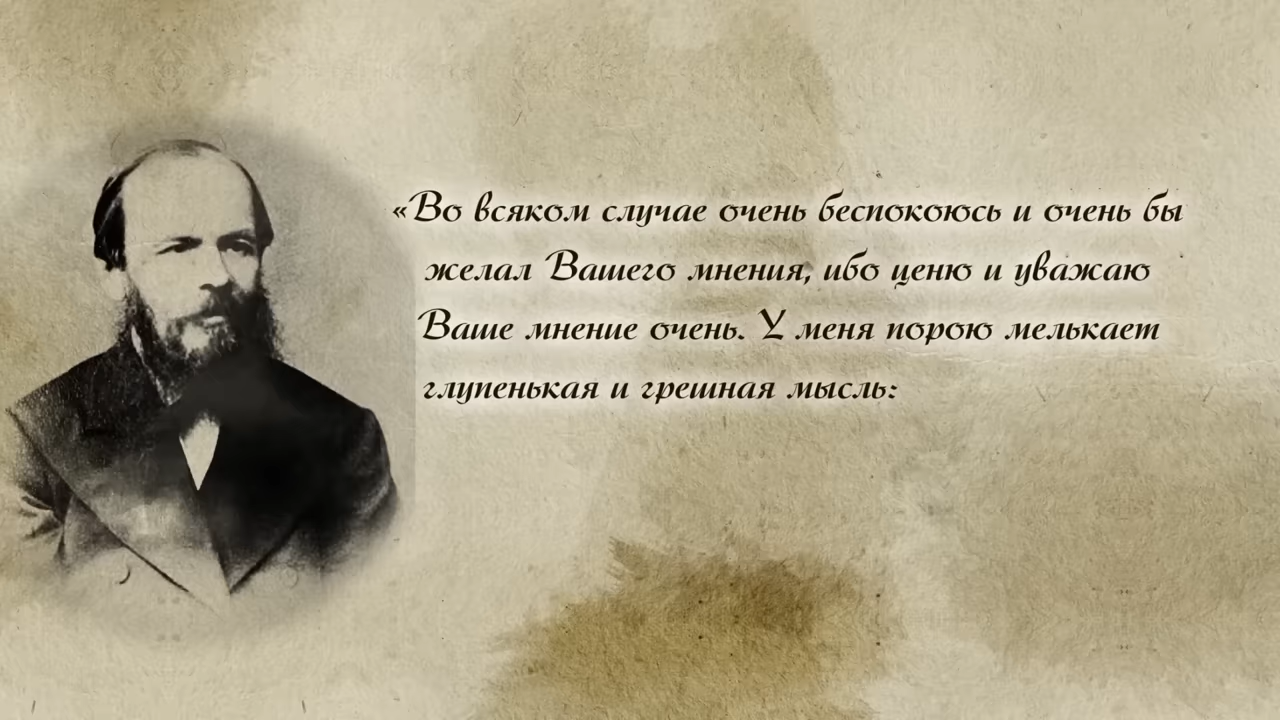 «Во всяком случае очень беспокоюсь и очень бы
желал Вашего мнения, ибо ценю и уважаю
Ваше мнение очень. У меня порою мелькает
глупенькая и грешная мысль: